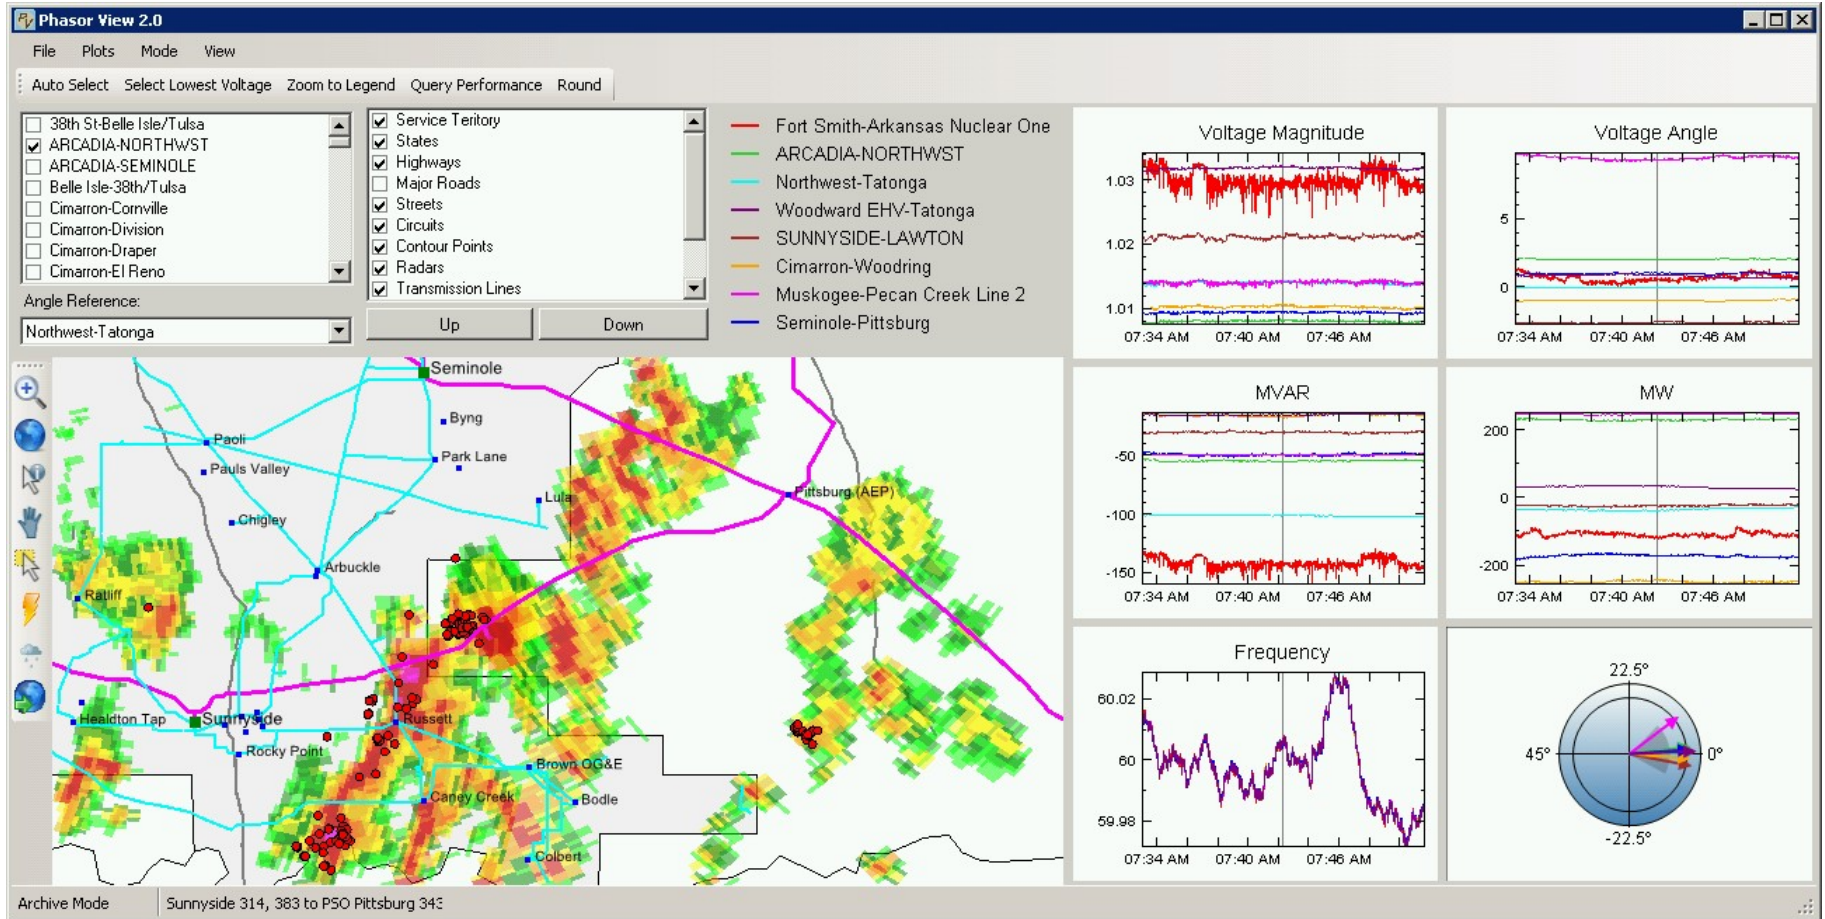 Phasor View 2.0
File Plots Mode View
Auto Select Select Lowest Voltage Zoom to Legend Query Performance Round
38th St-Belle Isle/Tulsa
ARCADIA-NORTHWST
ARCADIA-SEMINOLE
Belle Isle-38th/Tulsa
Cimarron-Cornville
Cimarron-Division
Cimarron-Draper
Cimarron-El Reno
Angle Reference:
Northwest-Tatonga
Service Teritory
States
Highways
Major Roads
Streets
Circuits
Contour Points
Radars
Transmission Lines
Up Down
Fort Smith-Arkansas Nuclear One
ARCADIA-NORTHWST
Northwest-Tatonga
Woodward EHV-Tatonga
SUNNYSIDE-LAWTON
Cimarron-Woodring
Muskogee-Pecan Creek Line 2
Seminole-Pittsburg
Voltage Magnitude
1.03
1.02
1.01
07:34 AM 07:40 AM 07:46 AM
Voltage Angle
5
0
07:34 AM 07:40 AM 07:46 AM
MVAR
-50
-100
-150
07:34 AM 07:40 AM 07:46 AM
MW
200
0
-200
07:34 AM 07:40 AM 07:46 AM
Frequency
60.02
60
59.98
07:34 AM 07:40 AM 07:46 AM
22.5°
45° 0°
-22.5°
Seminole
Byng
Paoli
Park Lane
Pauls Valley
Lula
Pittsburg (AEP)
Chigley
Arbuckle
Ratliff
Healdton Tap
Sunnyside
Russett
Rocky Point
Brown OG&E
Caney Creek
Bodle
Colbert
Archive Mode Sunnyside 314, 383 to PSO Pittsburg 343